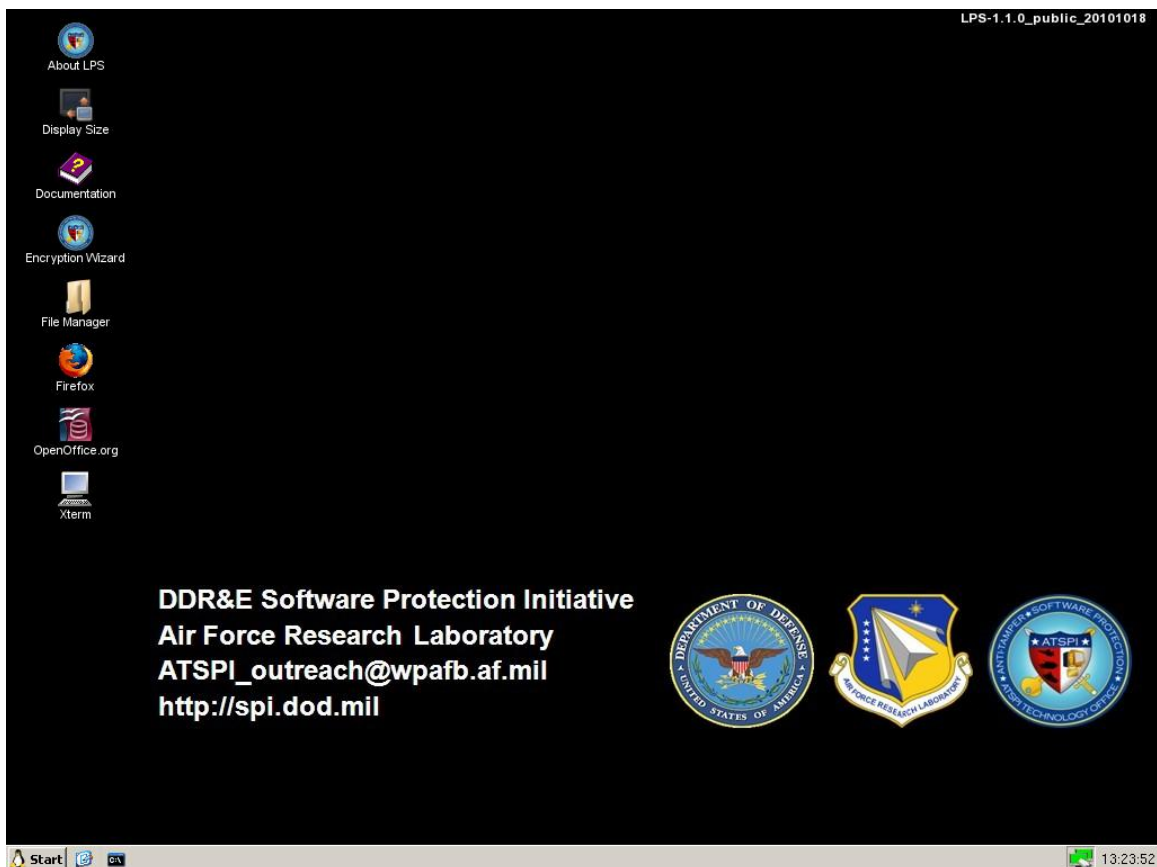 LPS-1.1.0_public_20101018
About LPS
Display Size
Documentation
Encryption Wizard
File Manager
Firefox
OpenOffice.org
Xterm
DDR&E Software Protection Initiative
Air Force Research Laboratory
ATSPI_outreach@wpafb.af.mil
http://spi.dod.mil
DEPARTMENT OF DEFENSE
UNITED STATES OF AMERICA
AIR FORCE RESEARCH LABORATORY
ANTI-TAMPER SOFTWARE PROTECTION
ATSPI
ATSPI TECHNOLOGY OFFICE
Start
C:\
13:23:52